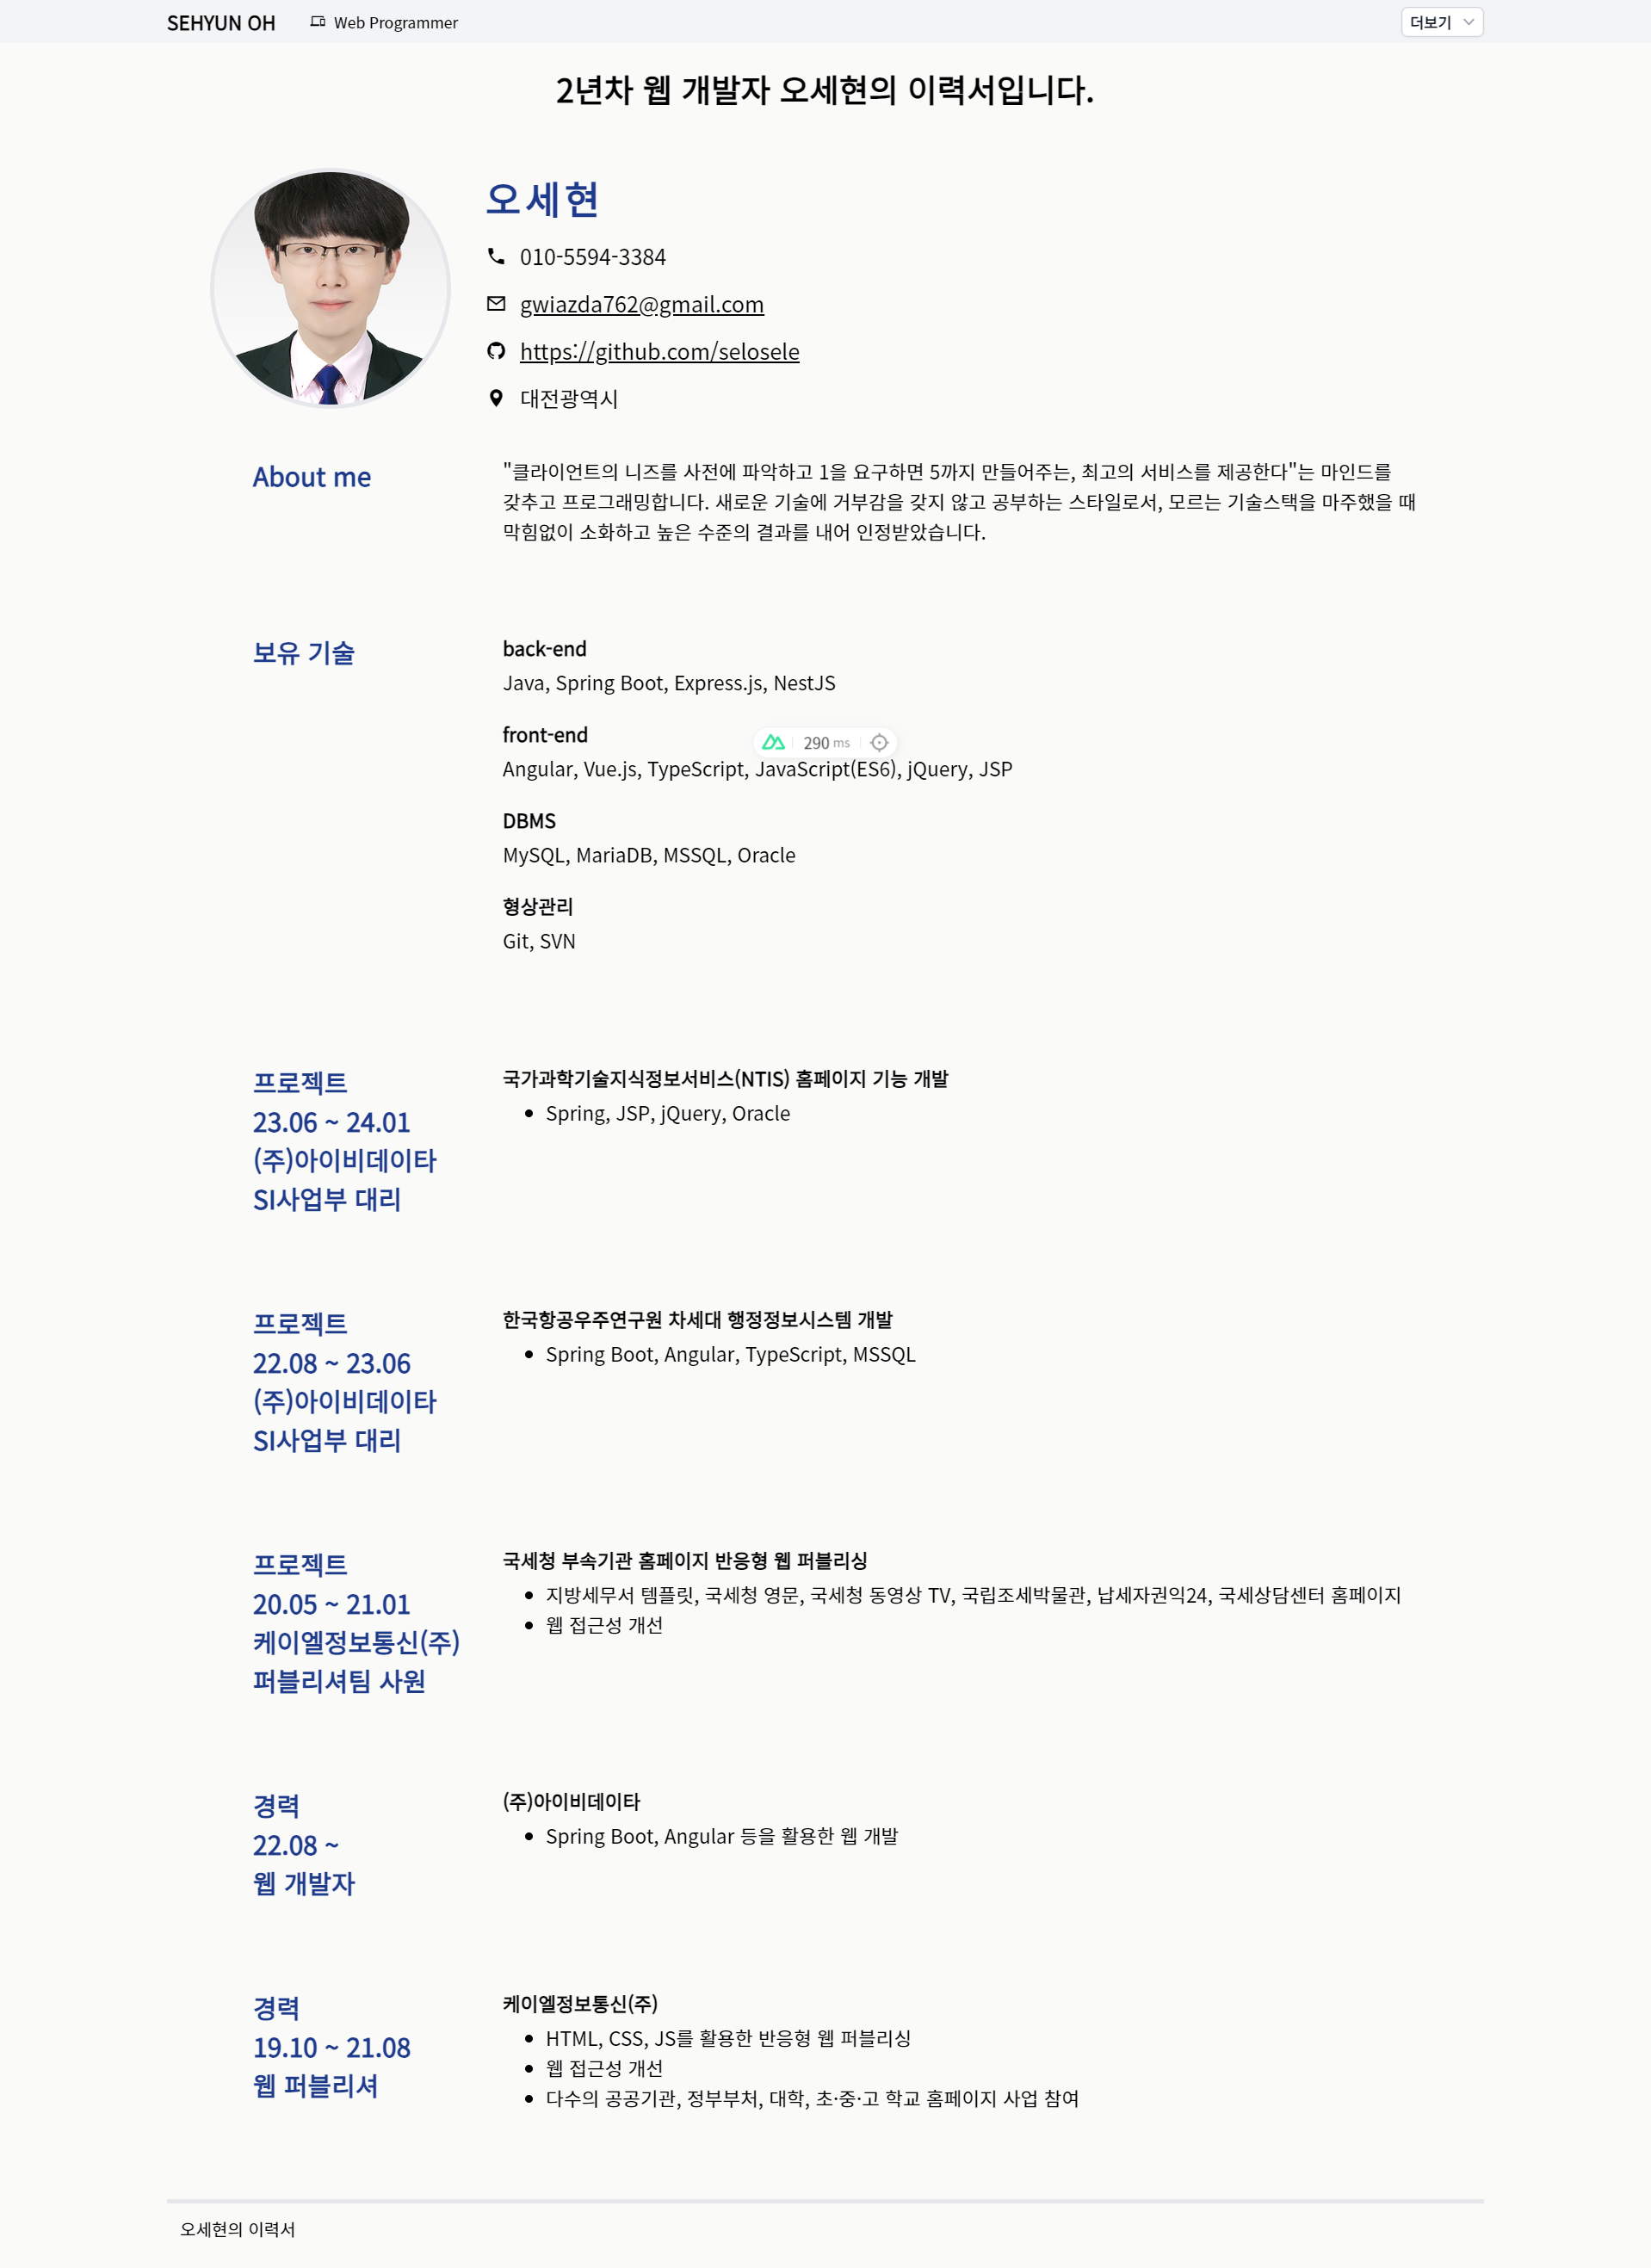 SEHYUN OH
Web Programmer
더보기
2년차 웹 개발자 오세현의 이력서입니다.
오세현
010-5594-3384
gwiazda762@gmail.com
https://github.com/selosele
대전광역시
About me
"클라이언트의 니즈를 사전에 파악하고 1을 요구하면 5까지 만들어주는, 최고의 서비스를 제공한다"는 마인드를
갖추고 프로그래밍합니다. 새로운 기술에 거부감을 갖지 않고 공부하는 스타일로서, 모르는 기술스택을 마주했을 때
막힘없이 소화하고 높은 수준의 결과를 내어 인정받았습니다.
보유 기술
back-end
Java, Spring Boot, Express.js, NestJS
front-end
290 ms
Angular, Vue.js, TypeScript, JavaScript(ES6), jQuery, JSP
DBMS
MySQL, MariaDB, MSSQL, Oracle
형상관리
Git, SVN
프로젝트
23.06 ~ 24.01
(주)아이비데이타
SI사업부 대리
국가과학기술지식정보서비스(NTIS) 홈페이지 기능 개발
Spring, JSP, jQuery, Oracle
프로젝트
22.08 ~ 23.06
(주)아이비데이타
SI사업부 대리
한국항공우주연구원 차세대 행정정보시스템 개발
Spring Boot, Angular, TypeScript, MSSQL
프로젝트
20.05 ~ 21.01
케이엘정보통신(주)
퍼블리셔팀 사원
국세청 부속기관 홈페이지 반응형 웹 퍼블리싱
지방세무서 템플릿, 국세청 영문, 국세청 동영상 TV, 국립조세박물관, 납세자권익24, 국세상담센터 홈페이지
웹 접근성 개선
경력
22.08 ~
웹 개발자
(주)아이비데이타
Spring Boot, Angular 등을 활용한 웹 개발
경력
19.10 ~ 21.08
웹 퍼블리셔
케이엘정보통신(주)
HTML, CSS, JS를 활용한 반응형 웹 퍼블리싱
웹 접근성 개선
다수의 공공기관, 정부부처, 대학, 초·중·고 학교 홈페이지 사업 참여
오세현의 이력서